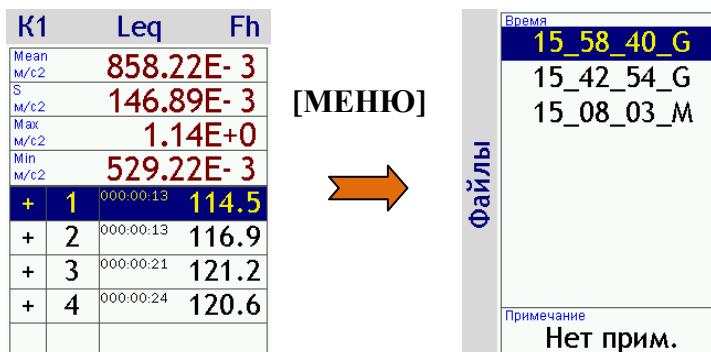 К1 Leq Fh
Mean м/с2 858.22E- 3
S м/с2 146.89E- 3
Max м/с2 1.14E+0
Min м/с2 529.22E- 3
+ 1 000:00:13 114.5
+ 2 000:00:13 116.9
+ 3 000:00:21 121.2
+ 4 000:00:24 120.6
[МЕНЮ]
Файлы
Время
15_58_40_G
15_42_54_G
15_08_03_M
Примечание
Нет прим.